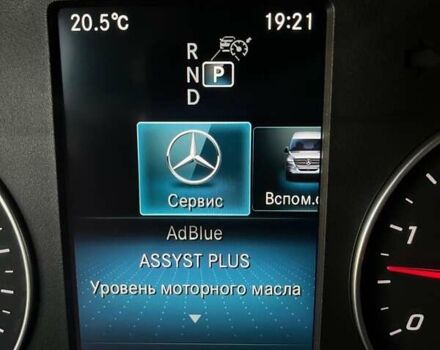 20.5°C 19:21
R
N P
D
Сервис Вспом.с
AdBlue
ASSYST PLUS
Уровень моторного масла
1
0